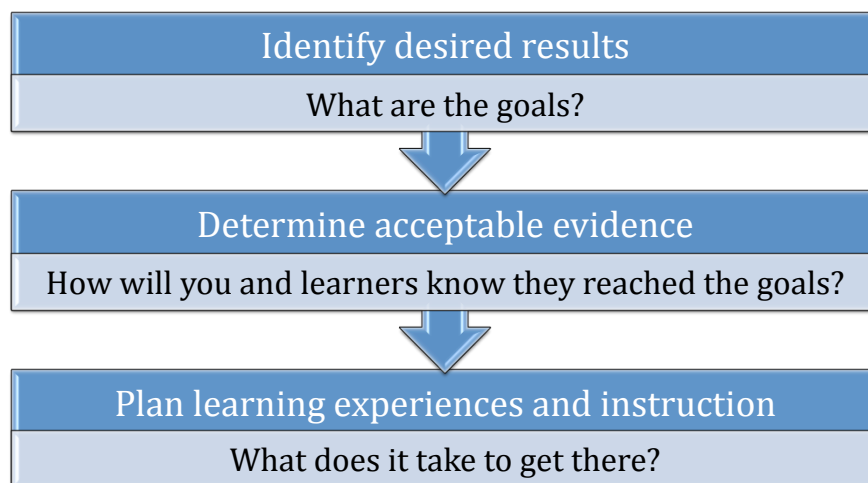 Identify desired results
What are the goals?
Determine acceptable evidence
How will you and learners know they reached the goals?
Plan learning experiences and instruction
What does it take to get there?